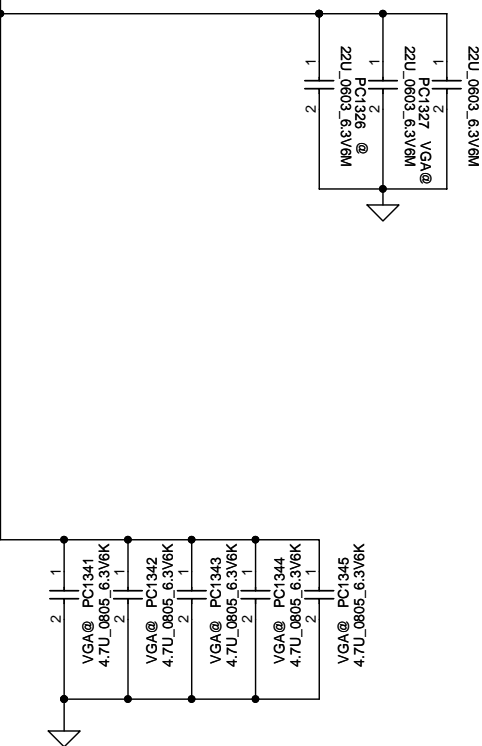 1
2
22U_0603_6.3V6M
PC1326 @
1
2
22U_0603_6.3V6M
PC1327 VGA@
1
2
22U_0603_6.3V6M
1
2
VGA@ PC1341
4.7U_0805_6.3V6K
1
2
VGA@ PC1342
4.7U_0805_6.3V6K
1
2
VGA@ PC1343
4.7U_0805_6.3V6K
1
2
VGA@ PC1344
4.7U_0805_6.3V6K
1
2
VGA@ PC1345
4.7U_0805_6.3V6K